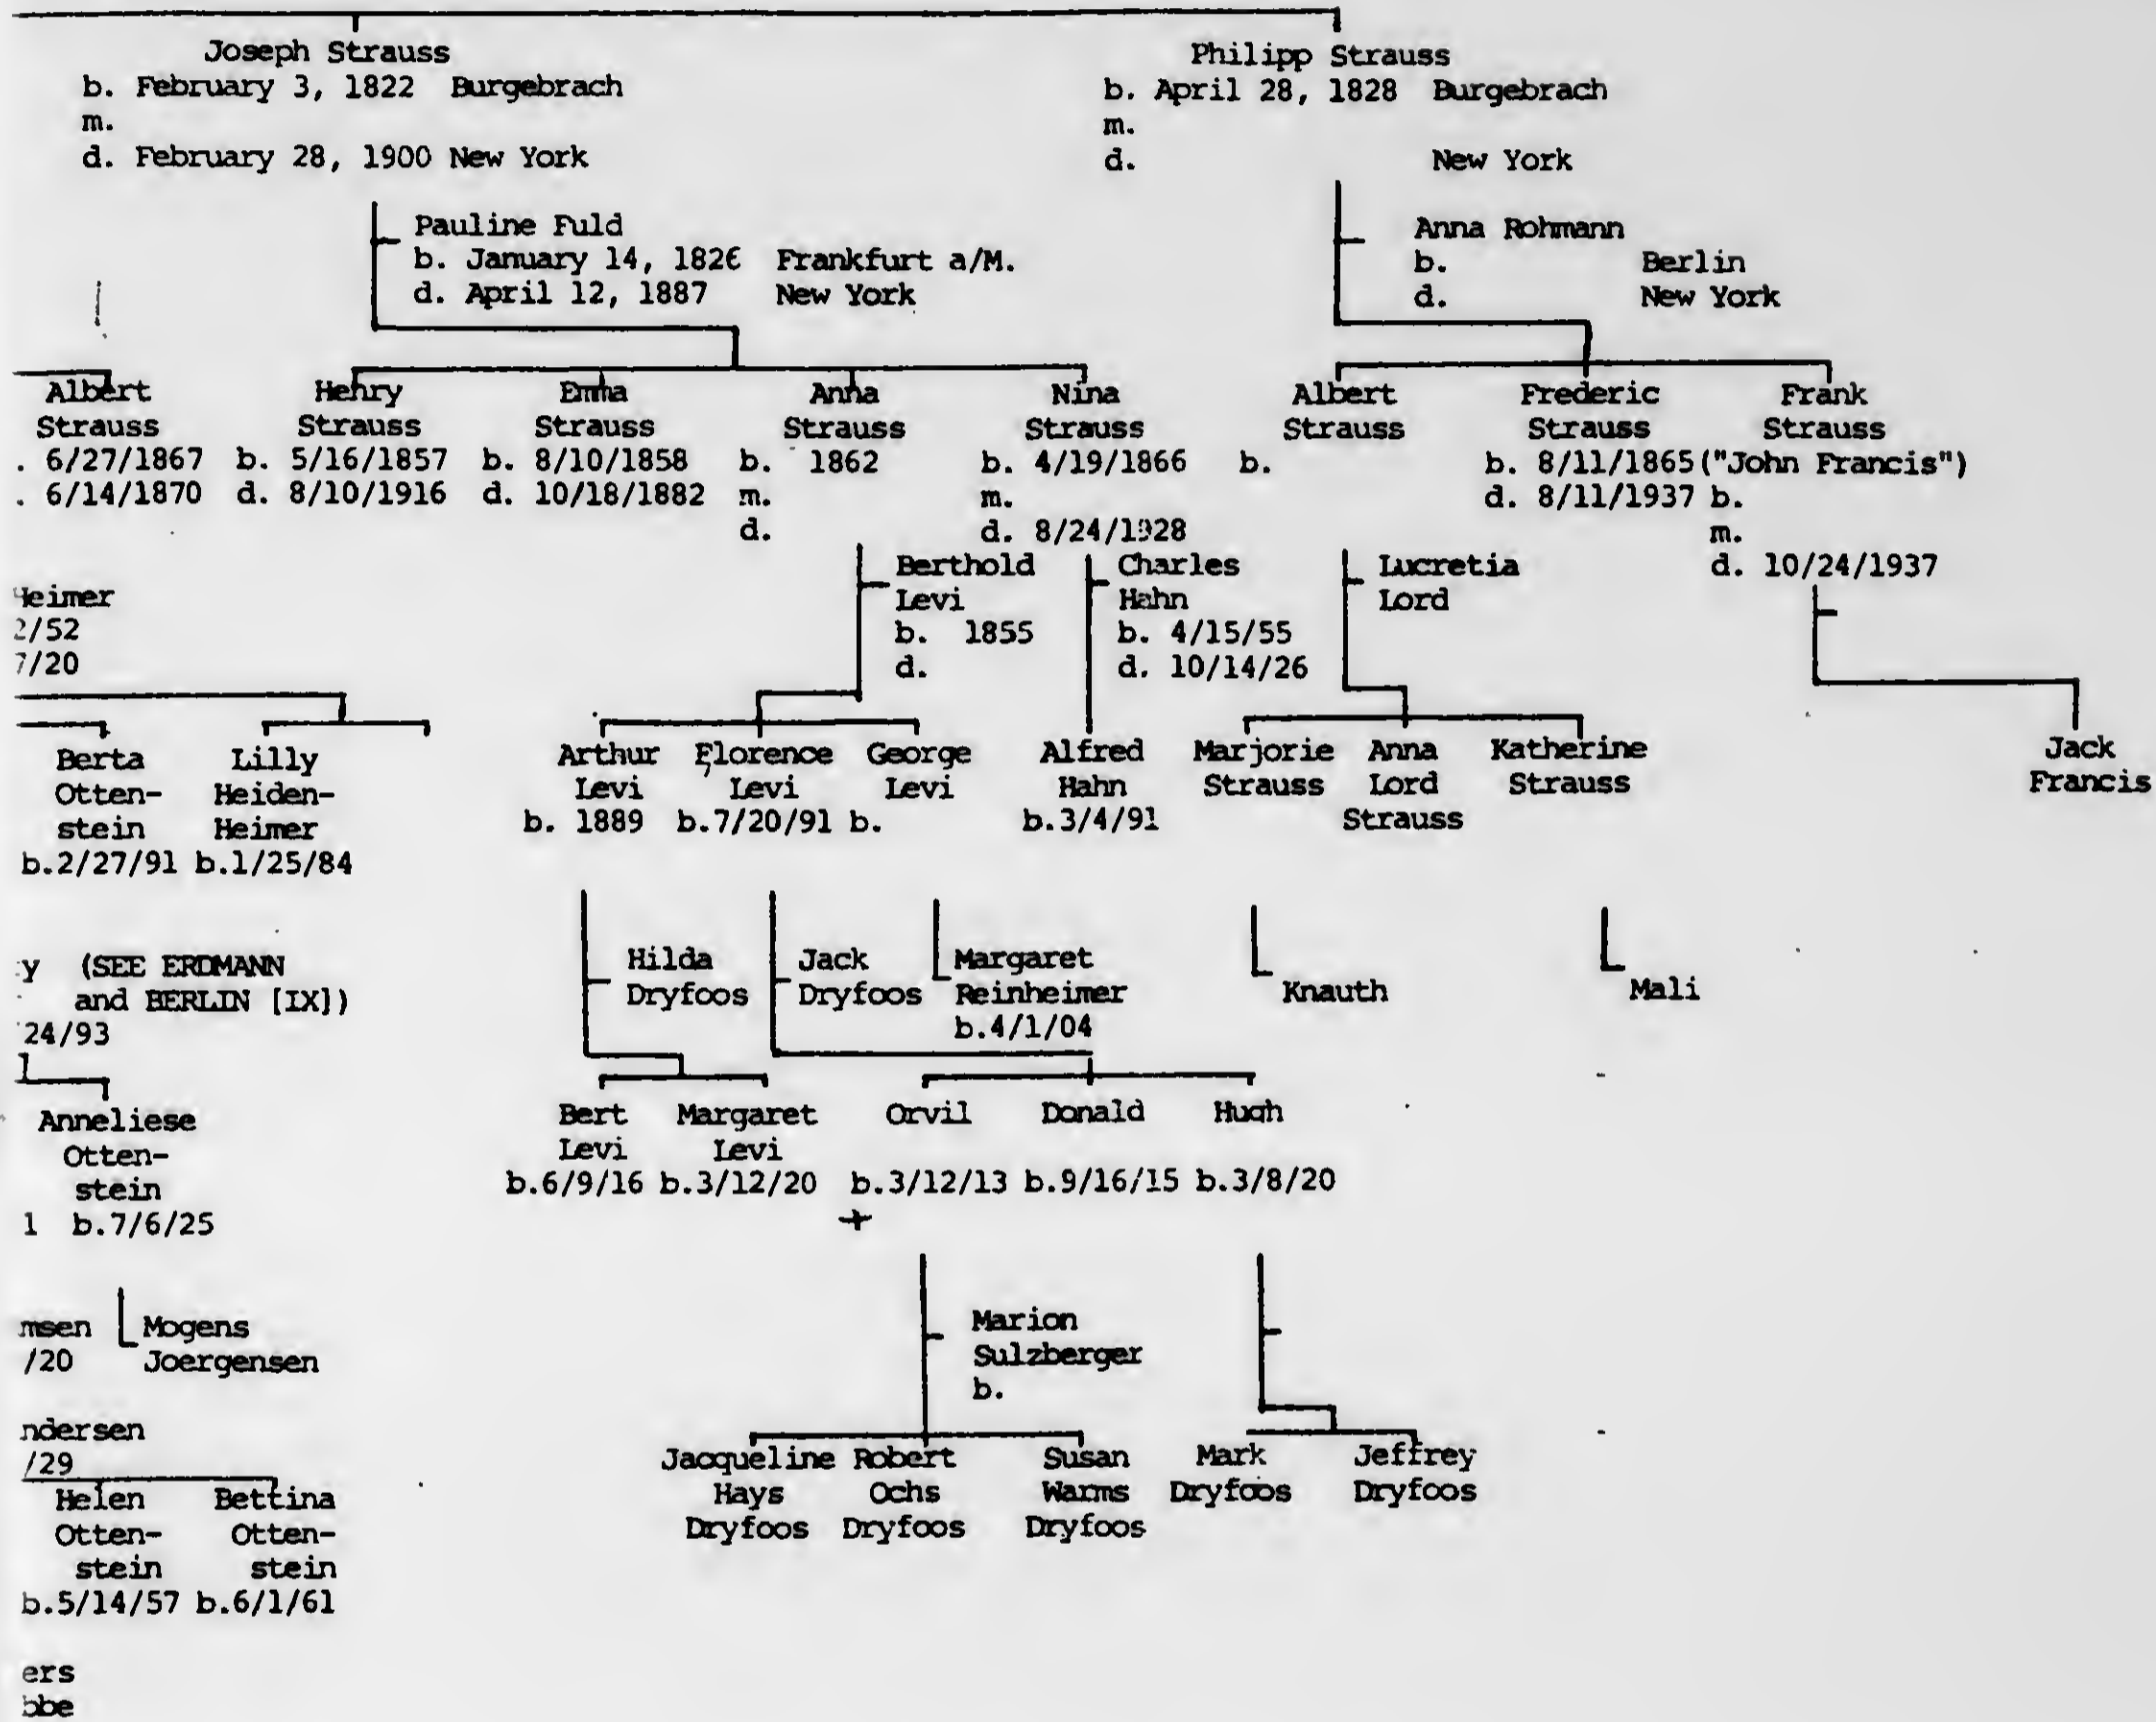 Joseph Strauss
b. February 3, 1822 Burgebrach
m.
d. February 28, 1900 New York
Philipp Strauss
b. April 28, 1828 Burgebrach
m.
d. New York
Pauline Fuld
b. January 14, 1826 Frankfurt a/M.
d. April 12, 1887 New York
Anna Rohmann
b. Berlin
d. New York
Albert
Strauss
. 6/27/1867
. 6/14/1870
Henry
Strauss
b. 5/16/1857
d. 8/10/1916
Emma
Strauss
b. 8/10/1858
d. 10/18/1882
Anna
Strauss
b. 1862
m.
d.
Nina
Strauss
b. 4/19/1866
m.
d. 8/24/1928
Albert
Strauss
b.
Frederic
Strauss
b. 8/11/1865
d. 8/11/1937
Frank
Strauss
("John Francis")
b.
m.
d. 10/24/1937
Heimer
2/52
7/20
Berthold
Levi
b. 1855
d.
Charles
Hahn
b. 4/15/55
d. 10/14/26
Lucretia
Lord
Berta
Otten-
stein
b.2/27/91
Lilly
Heiden-
Heimer
b.1/25/84
Arthur
Levi
b. 1889
Florence
Levi
b.7/20/91
George
Levi
b.
Alfred
Hahn
b.3/4/91
Marjorie
Strauss
Anna
Lord
Strauss
Katherine
Strauss
Jack
Francis
y (SEE ERDMANN
and BERLIN [IX])
24/93
Hilda
Dryfoos
Jack
Dryfoos
Margaret
Reinheimer
b.4/1/04
Knauth
Mali
Anneliese
Otten-
stein
1 b.7/6/25
Bert
Levi
b.6/9/16
Margaret
Levi
b.3/12/20
Orvil
b.3/12/13
+
Donald
b.9/16/15
Hugh
b.3/8/20
msen
/20
Mogens
Joergensen
Marion
Sulzberger
b.
ndersen
/29
Helen
Otten-
stein
b.5/14/57
Bettina
Otten-
stein
b.6/1/61
Jacqueline
Hays
Dryfoos
Robert
Ochs
Dryfoos
Susan
Warms
Dryfoos
Mark
Dryfoos
Jeffrey
Dryfoos
ers
bbe